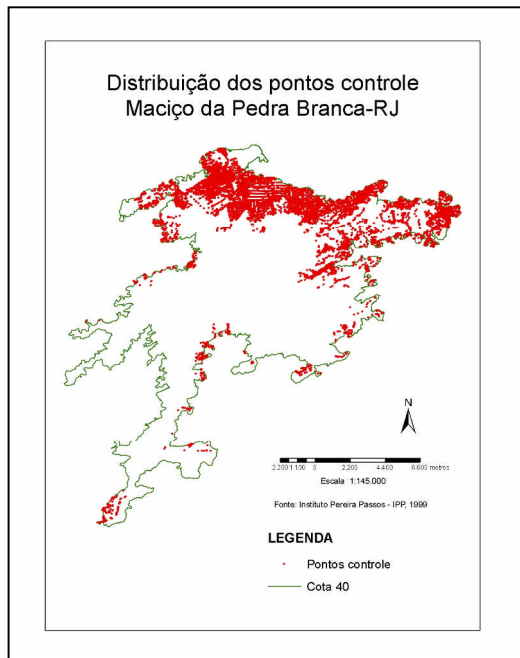 Distribuição dos pontos controle
Maciço da Pedra Branca-RJ
N
2.200 1.100 0 2.200 4.400 6.600 metros
Escala 1:145.000
Fonte: Instituto Pereira Passos - IPP, 1999
LEGENDA
Pontos controle
Cota 40